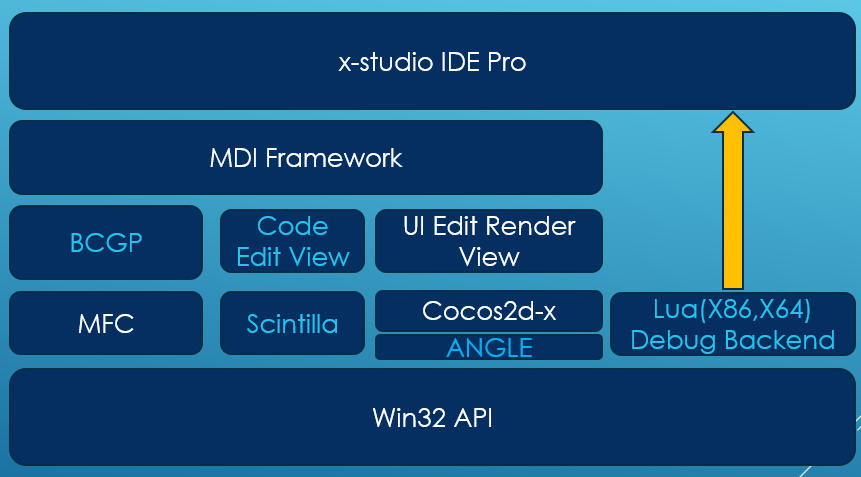 x-studio IDE Pro
MDI Framework
BCGP
Code
Edit View
UI Edit Render
View
MFC
Scintilla
Cocos2d-x
ANGLE
Lua(X86,X64)
Debug Backend
Win32 API